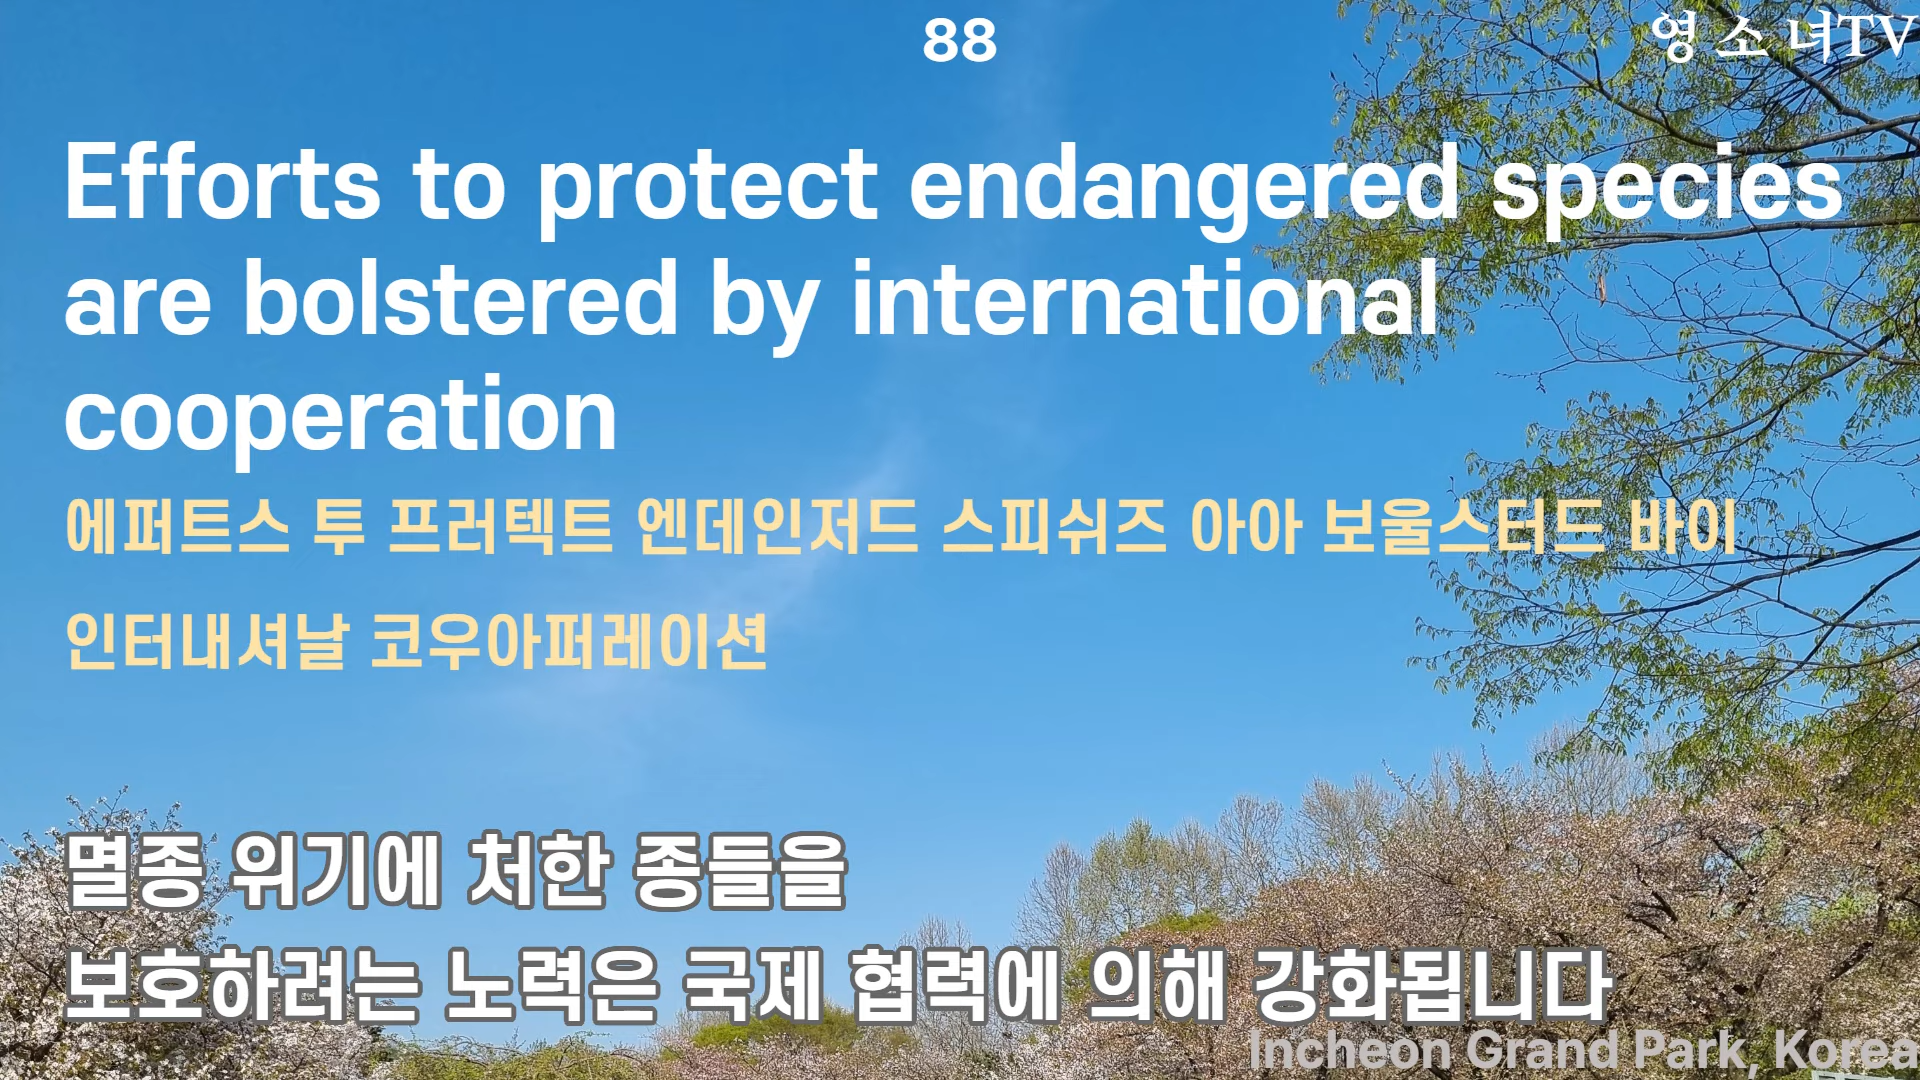 88
영소녀TV
Efforts to protect endangered species
are bolstered by international
cooperation
에퍼트스 투 프러텍트 엔데인저드 스피쉬즈 아아 보울스터드 바이
인터내셔날 코우아퍼레이션
멸종 위기에 처한 종들을
보호하려는 노력은 국제 협력에 의해 강화됩니다
Incheon Grand Park, Korea